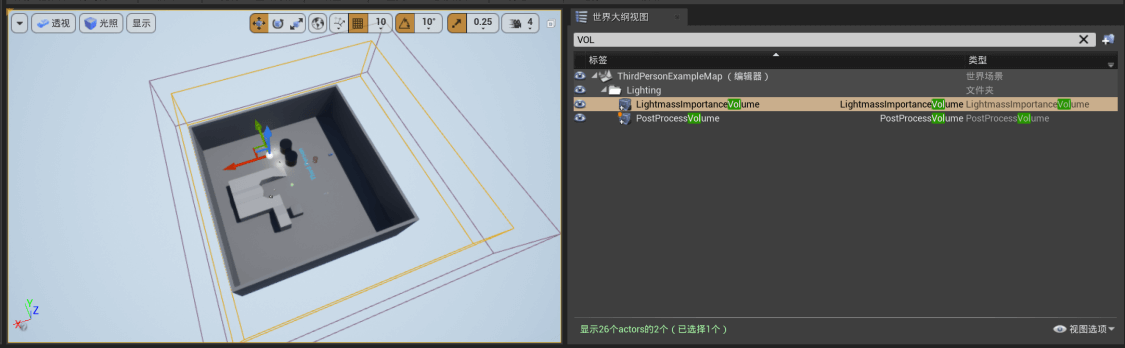 透视
光照
显示
10
10°
0.25
4
Y
Z
X
世界大纲视图
VOL
标签 类型
ThirdPersonExampleMap（编辑器） 世界场景
Lighting 文件夹
LightmassImportanceVolume LightmassImportanceVolume LightmassImportanceVolume
PostProcessVolume PostProcessVolume PostProcessVolume
显示26个actors的2个（已选择1个） 视图选项